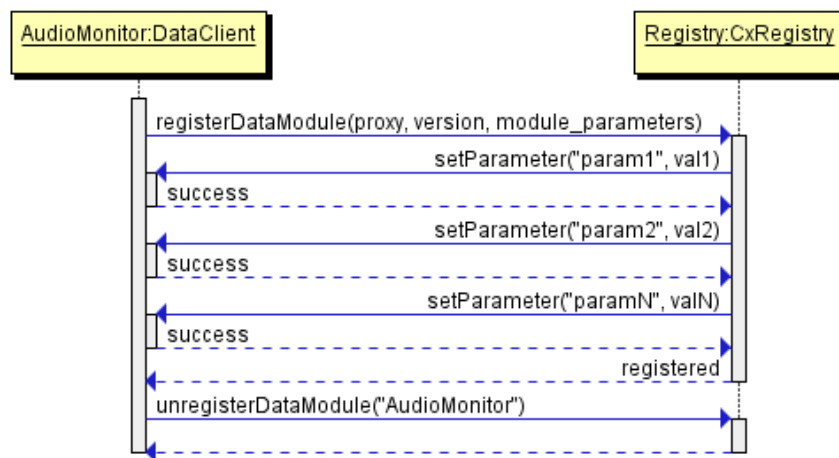 AudioMonitor:DataClient
Registry:CxRegistry
registerDataModule(proxy, version, module_parameters)
setParameter("param1", val1)
success
setParameter("param2", val2)
success
setParameter("paramN", valN)
success
registered
unregisterDataModule("AudioMonitor")